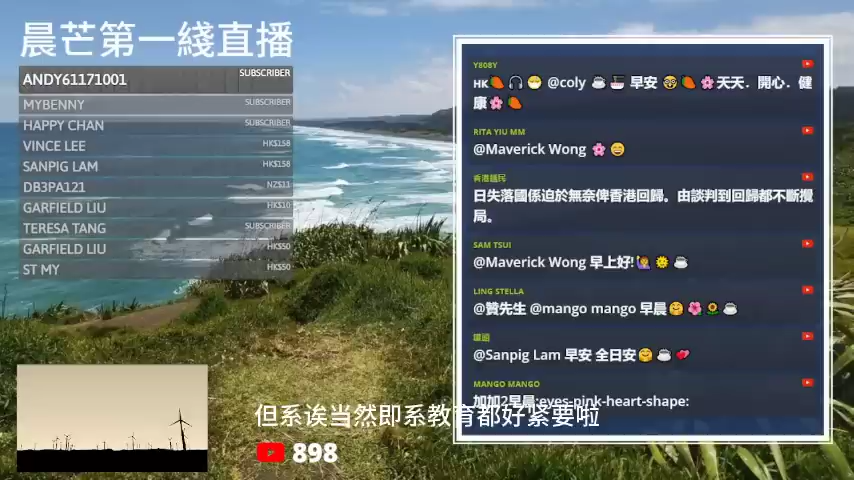 晨芒第一綫直播
ANDY61171001 SUBSCRIBER
MYBENNY SUBSCRIBER
HAPPY CHAN SUBSCRIBER
VINCE LEE HK$158
SANPIG LAM HK$158
DB3PA121 NZ$11
GARFIELD LIU HK$10
TERESA TANG SUBSCRIBER
GARFIELD LIU HK$50
ST MY HK$50
Y80BY
HK🥕🎧😁 @coly ☕ 早安 🤓🥕🌸天天．開心．健
康🌸🥕
RITA YIU MM
@Maverick Wong 🌸 😄
日失落國係迫於無奈俾香港回歸。由談判到回歸都不斷攪
局。
SAM TSUI
@Maverick Wong 早上好!🙋‍♀️ 🌞 ☕
LING STELLA
@贊先生 @mango mango 早晨🤗 🌸 🌻 ☕
@Sanpig Lam 早安 全日安🤗 ☕ 💕
MANGO MANGO
加加2早晨:eyes-pink-heart-shape:
但系诶当然即系教育都好紧要啦
898